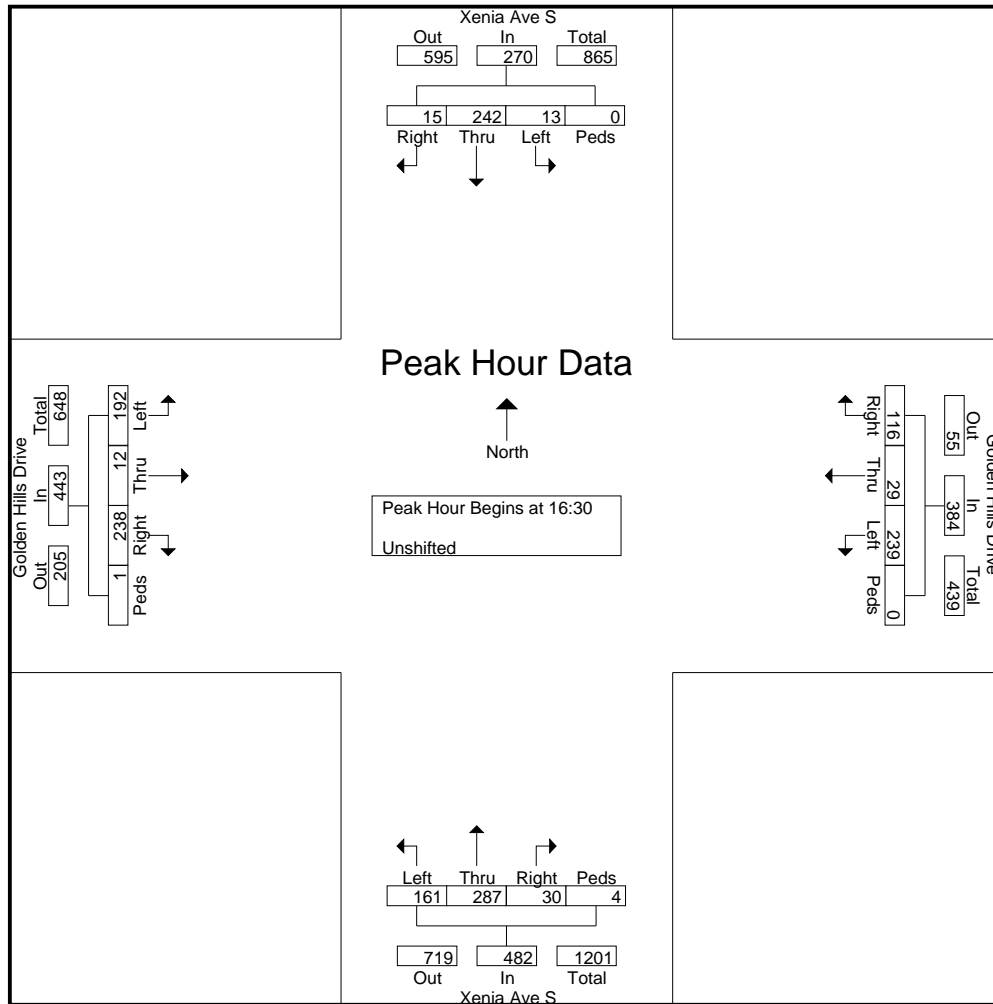 Xenia Ave S
Out In Total
595 270 865
15 242 13 0
Right Thru Left Peds
Peak Hour Data
North
Peak Hour Begins at 16:30
Unshifted
Golden Hills Drive
Total In Out
648 443 205
192 12 238 1
Left Thru Right Peds
Right Thru Left Peds
116 29 239 0
Out In Total
55 384 439
Golden Hills Drive
Left Thru Right Peds
161 287 30 4
719 482 1201
Out In Total
Xenia Ave S